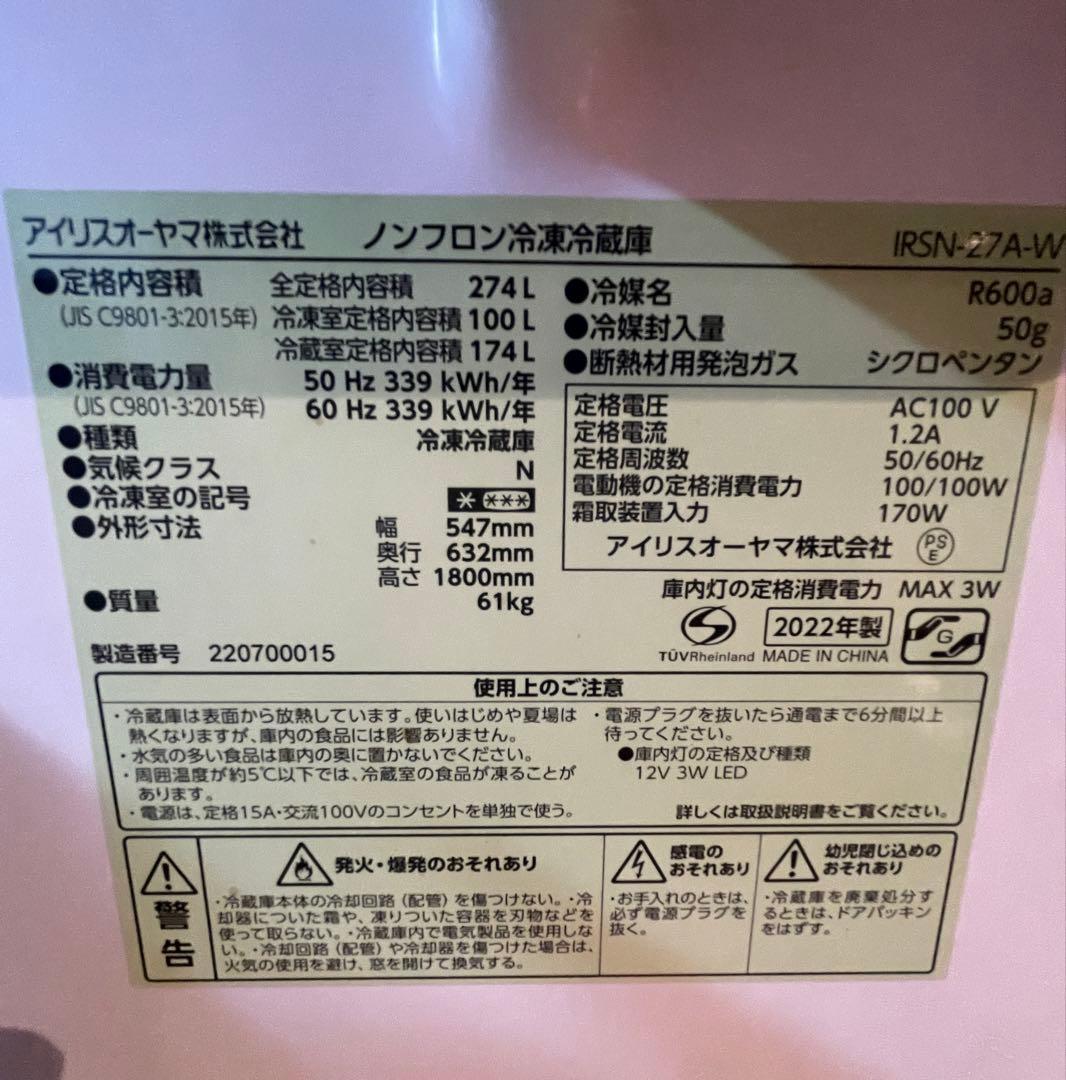 アイリスオーヤマ株式会社 ノンフロン冷凍冷蔵庫 IRSN-27A-W
●定格内容積 全定格内容積 274L
(JIS C9801-3:2015年) 冷凍室定格内容積 100L
冷蔵室定格内容積 174L
●消費電力量 50 Hz 339 kWh/年
(JIS C9801-3:2015年) 60 Hz 339 kWh/年
●種類 冷凍冷蔵庫
●気候クラス N
●冷凍室の記号 * ***
●外形寸法 幅 547mm
奥行 632mm
高さ 1800mm
●質量 61kg
製造番号 220700015
●冷媒名 R600a
●冷媒封入量 50g
●断熱材用発泡ガス シクロペンタン
定格電圧 AC100 V
定格電流 1.2A
定格周波数 50/60Hz
電動機の定格消費電力 100/100W
霜取装置入力 170W
アイリスオーヤマ株式会社 PSE
庫内灯の定格消費電力 MAX 3W
TÜVRheinland
2022年製
MADE IN CHINA
G
使用上のご注意
・冷蔵庫は表面から放熱しています。使いはじめや夏場は
熱くなりますが、庫内の食品には影響ありません。
・水気の多い食品は庫内の奥に置かないでください。
・周囲温度が約5℃以下では、冷蔵室の食品が凍ることが
あります。
・電源は、定格15A・交流100Vのコンセントを単独で使う。
・電源プラグを抜いたら通電まで6分間以上
待ってください。
●庫内灯の定格及び種類
12V 3W LED
詳しくは取扱説明書をご覧ください。
警告
発火・爆発のおそれあり
・冷蔵庫本体の冷却回路（配管）を傷つけない。・冷
却器についた霜や、凍りついた容器を刃物などを
使って取らない。・冷蔵庫内で電気製品を使用しな
い。・冷却回路（配管）や冷却器を傷つけた場合は、
火気の使用を避け、窓を開けて換気する。
感電の
おそれあり
・お手入れのときは、
必ず電源プラグを
抜く。
幼児閉じ込めの
おそれあり
・冷蔵庫を廃棄処分す
るときは、ドアパッキン
をはずす。